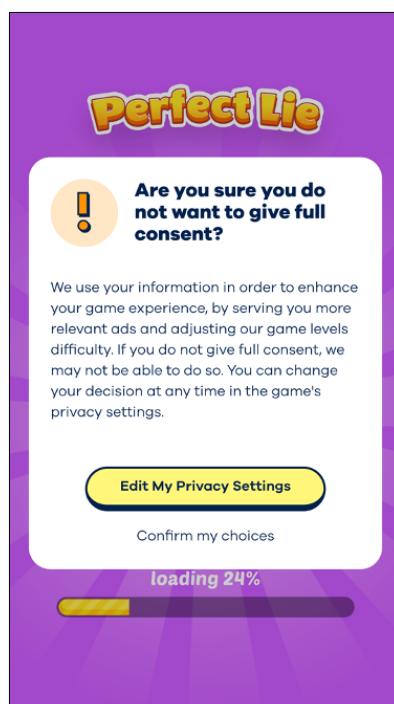 Perfect Lie
Are you sure you do
not want to give full
consent?
We use your information in order to enhance
your game experience, by serving you more
relevant ads and adjusting our game levels
difficulty. If you do not give full consent, we
may not be able to do so. You can change
your decision at any time in the game's
privacy settings.
Edit My Privacy Settings
Confirm my choices
loading 24%